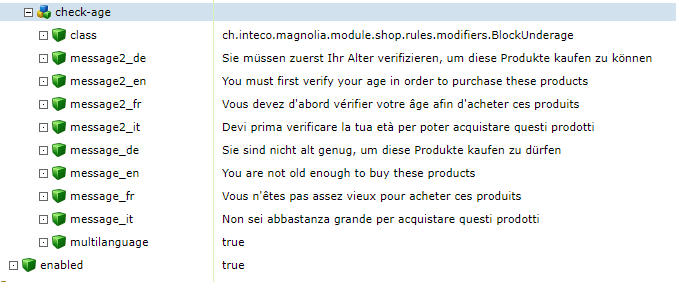 check-age
class ch.inteco.magnolia.module.shop.rules.modifiers.BlockUnderage
message2_de Sie müssen zuerst Ihr Alter verifizieren, um diese Produkte kaufen zu können
message2_en You must first verify your age in order to purchase these products
message2_fr Vous devez d'abord vérifier votre âge afin d'acheter ces produits
message2_it Devi prima verificare la tua età per poter acquistare questi prodotti
message_de Sie sind nicht alt genug, um diese Produkte kaufen zu dürfen
message_en You are not old enough to buy these products
message_fr Vous n'êtes pas assez vieux pour acheter ces produits
message_it Non sei abbastanza grande per acquistare questi prodotti
multilanguage true
enabled true